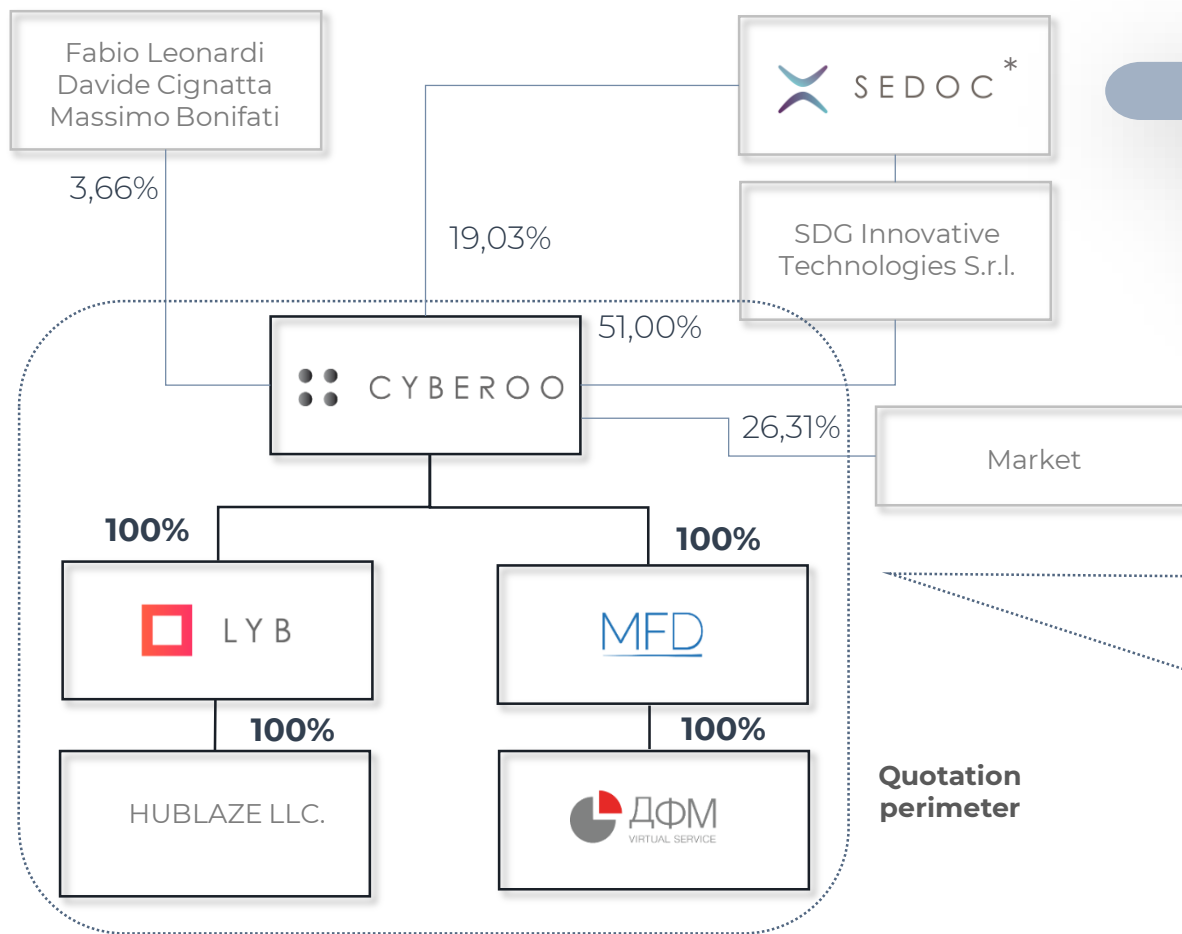 Fabio Leonardi
Davide Cignatta
Massimo Bonifati
SEDOC*
3,66%
19,03%
SDG Innovative
Technologies S.r.l.
51,00%
CYBEROO
26,31%
Market
100%
100%
LYB
MFD
100%
100%
HUBLAZE LLC.
ДФМ
VIRTUAL SERVICE
Quotation
perimeter